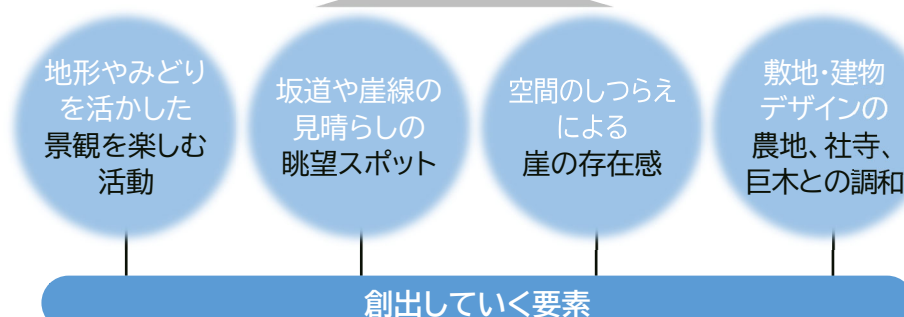 地形やみどり
を活かした
景観を楽しむ
活動
坂道や崖線の
見晴らしの
眺望スポット
空間のしつらえ
による
崖の存在感
敷地・建物
デザインの
農地、社寺、
巨木との調和
創出していく要素